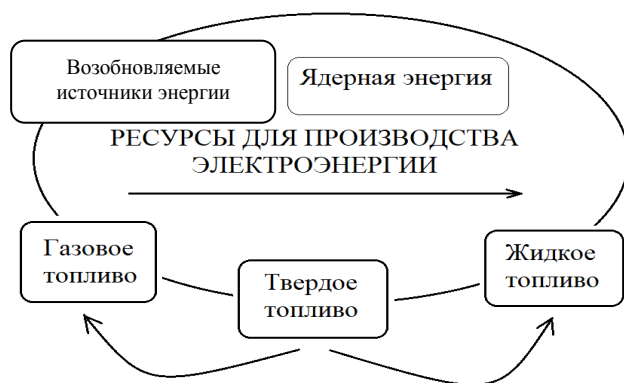 Возобновляемые
источники энергии
Ядерная энергия
РЕСУРСЫ ДЛЯ ПРОИЗВОДСТВА
ЭЛЕКТРОЭНЕРГИИ
Газовое
топливо
Твердое
топливо
Жидкое
топливо